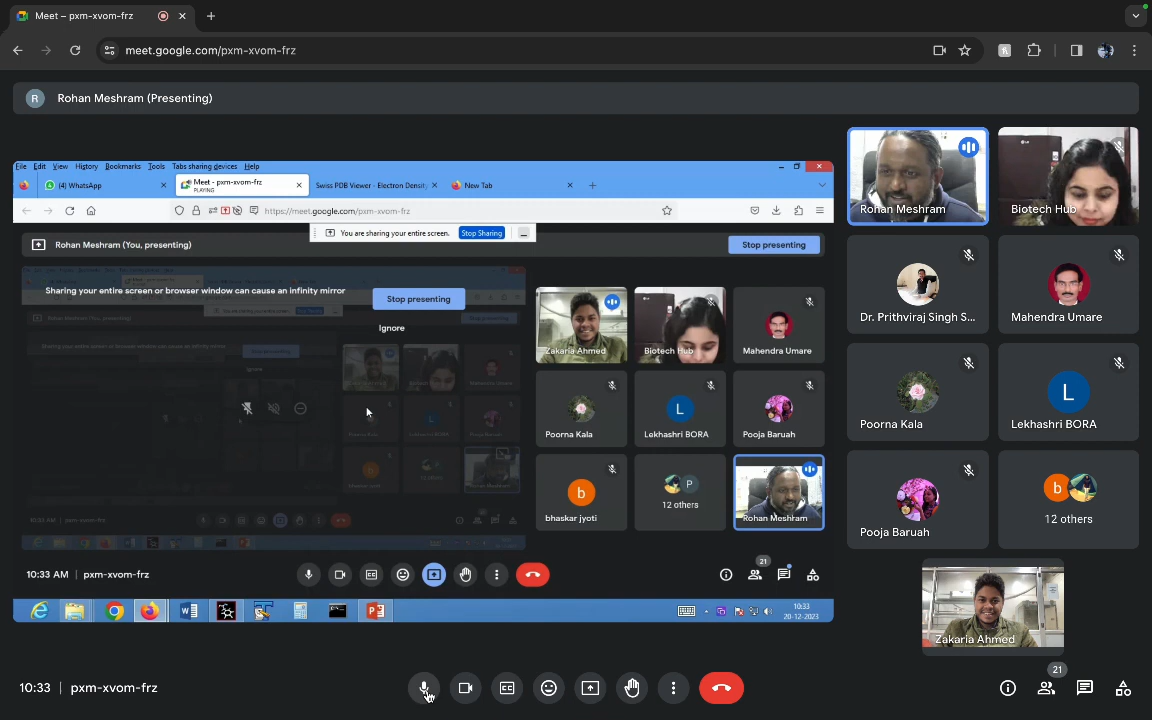 Meet – pxm-xvom-frz
meet.google.com/pxm-xvom-frz
R
Rohan Meshram (Presenting)
File Edit View History Bookmarks Tools Tabs sharing devices Help
(4) WhatsApp
Meet - pxm-xvom-frz
PLAYING
Swiss PDB Viewer - Electron Densit
New Tab
https://meet.google.com/pxm-xvom-frz
You are sharing your entire screen.
Stop Sharing
Rohan Meshram (You, presenting)
Stop presenting
Sharing your entire screen or browser window can cause an infinity mirror
Stop presenting
Ignore
Zakaria Ahmed
Biotech Hub
Mahendra Umare
Poorna Kala
L
Lekhashri BORA
Pooja Baruah
b
bhaskar jyoti
P
12 others
Rohan Meshram
10:33 AM | pxm-xvom-frz
21
10:33
20-12-2023
Rohan Meshram
Biotech Hub
Dr. Prithviraj Singh S...
Mahendra Umare
Poorna Kala
L
Lekhashri BORA
Pooja Baruah
b
12 others
Zakaria Ahmed
10:33 | pxm-xvom-frz
21